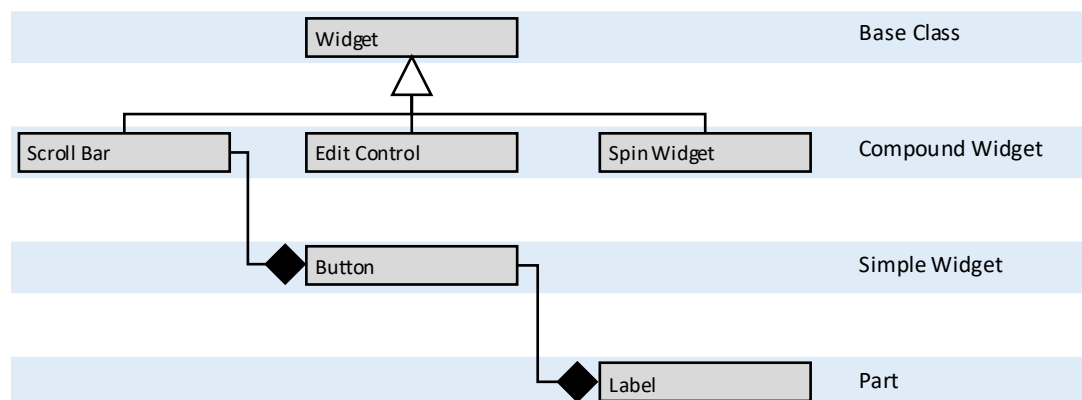 Widget
Base Class
Scroll Bar
Edit Control
Spin Widget
Compound Widget
Button
Simple Widget
Label
Part